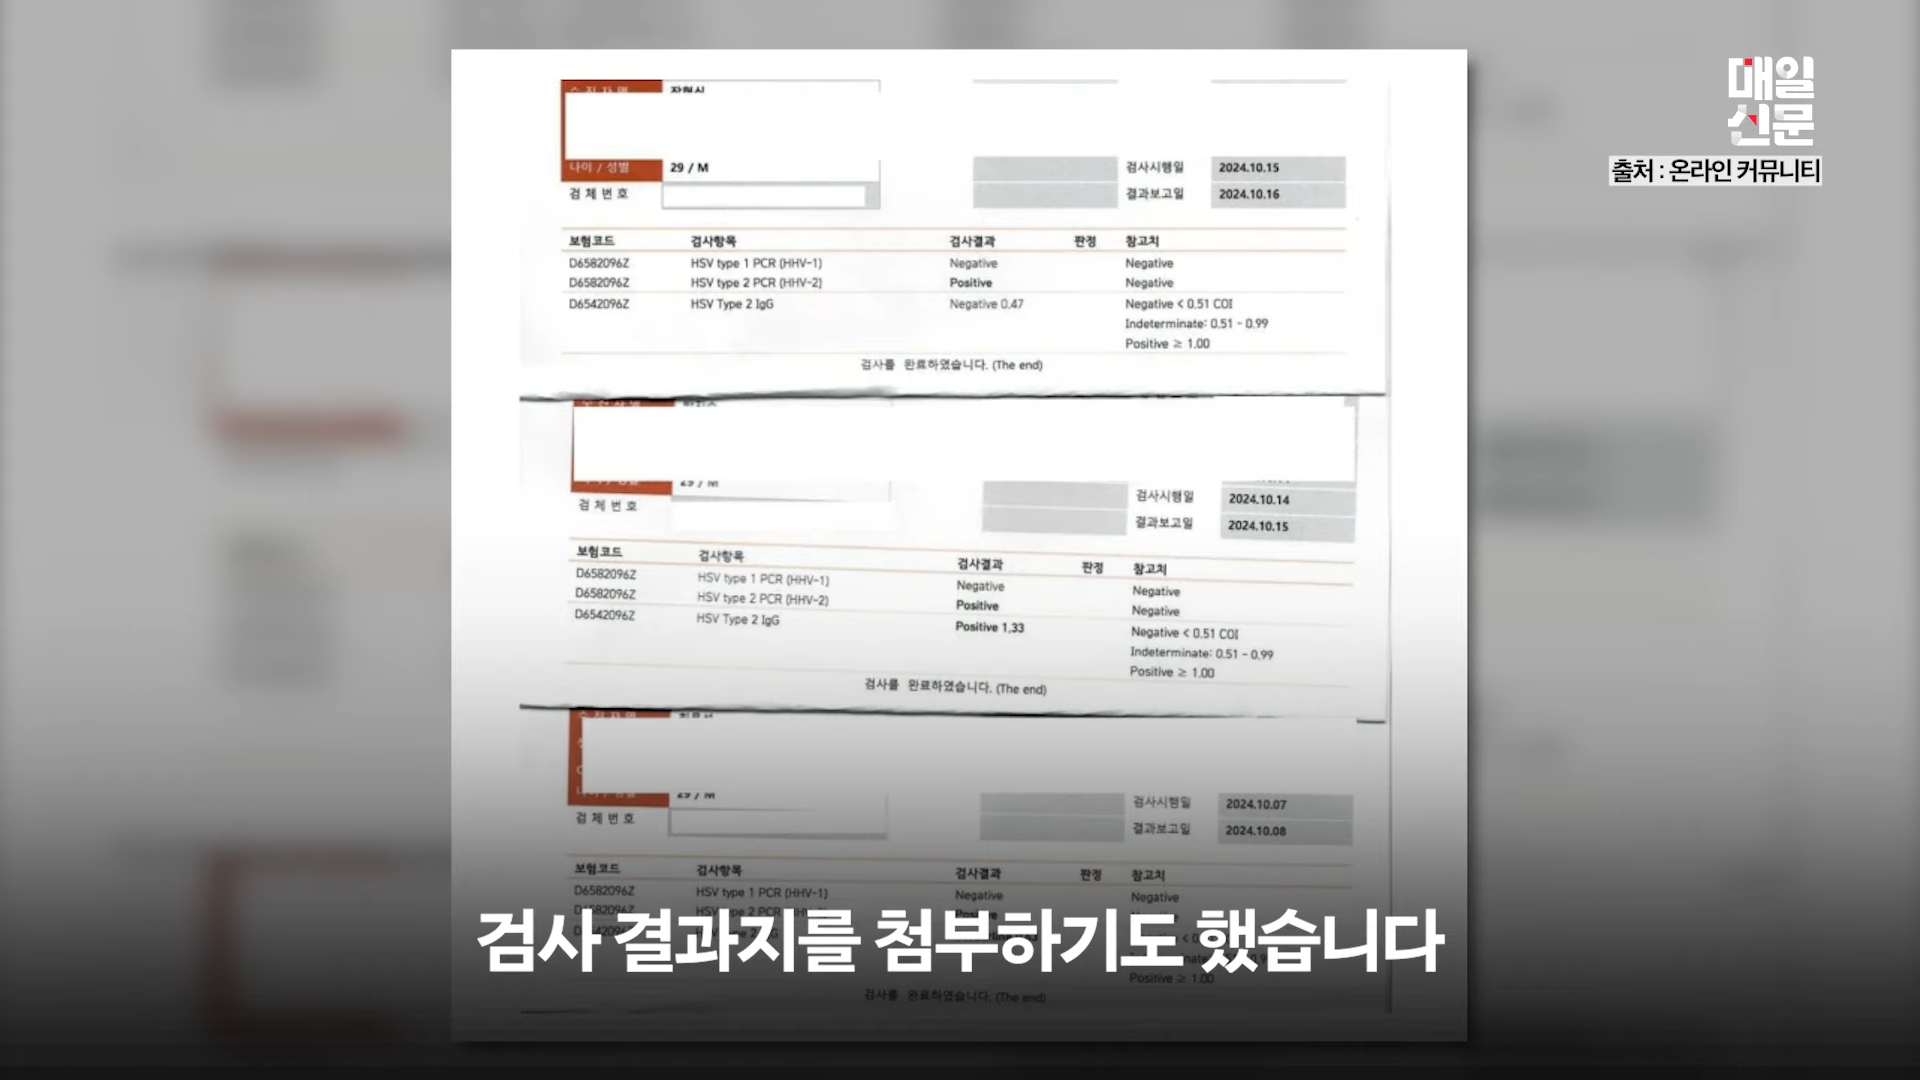 매일
신문
출처 : 온라인 커뮤니티
나이 / 성별 29 / M 검사시행일 2024.10.15
검 체 번 호 결과보고일 2024.10.16
보험코드 검사항목 검사결과 판정 참고치
D6582096Z HSV type 1 PCR (HHV-1) Negative Negative
D6582096Z HSV type 2 PCR (HHV-2) Positive Negative
D6542096Z HSV Type 2 IgG Negative 0.47 Negative < 0.51 COI
Indeterminate: 0.51 - 0.99
Positive ≥ 1.00
검사를 완료하였습니다. (The end)
29 / M 검사시행일 2024.10.14
검 체 번 호 결과보고일 2024.10.15
보험코드 검사항목 검사결과 판정 참고치
D6582096Z HSV type 1 PCR (HHV-1) Negative Negative
D6582096Z HSV type 2 PCR (HHV-2) Positive Negative
D6542096Z HSV Type 2 IgG Positive 1.33 Negative < 0.51 COI
Indeterminate: 0.51 - 0.99
Positive ≥ 1.00
검사를 완료하였습니다. (The end)
29 / M 검사시행일 2024.10.07
검 체 번 호 결과보고일 2024.10.08
보험코드 검사항목 검사결과 판정 참고치
D6582096Z HSV type 1 PCR (HHV-1) Negative Negative
검사 결과지를 첨부하기도 했습니다
Positive ≥ 1.00
검사를 완료하였습니다. (The end)